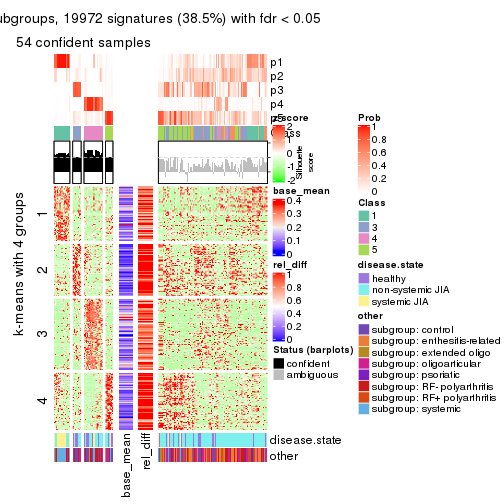 ubgroups, 19972 signatures (38.5%) with fdr < 0.05
54 confident samples
p1
p2
p3
p4
p5
Class
Silhouette
score
k-means with 4 groups
1
2
3
4
base_mean
rel_diff
disease.state
other
z-score
2
1
0
-1
-2
base_mean
0.4
0.3
0.2
0.1
0
rel_diff
1
0.8
0.6
0.4
0.2
0
Status (barplots)
confident
ambiguous
Prob
1
0.8
0.6
0.4
0.2
0
Class
1
3
4
5
disease.state
healthy
non-systemic JIA
systemic JIA
other
subgroup: control
subgroup: enthesitis-related
subgroup: extended oligo
subgroup: oligoarticular
subgroup: psoriatic
subgroup: RF- polyarthritis
subgroup: RF+ polyarthritis
subgroup: systemic